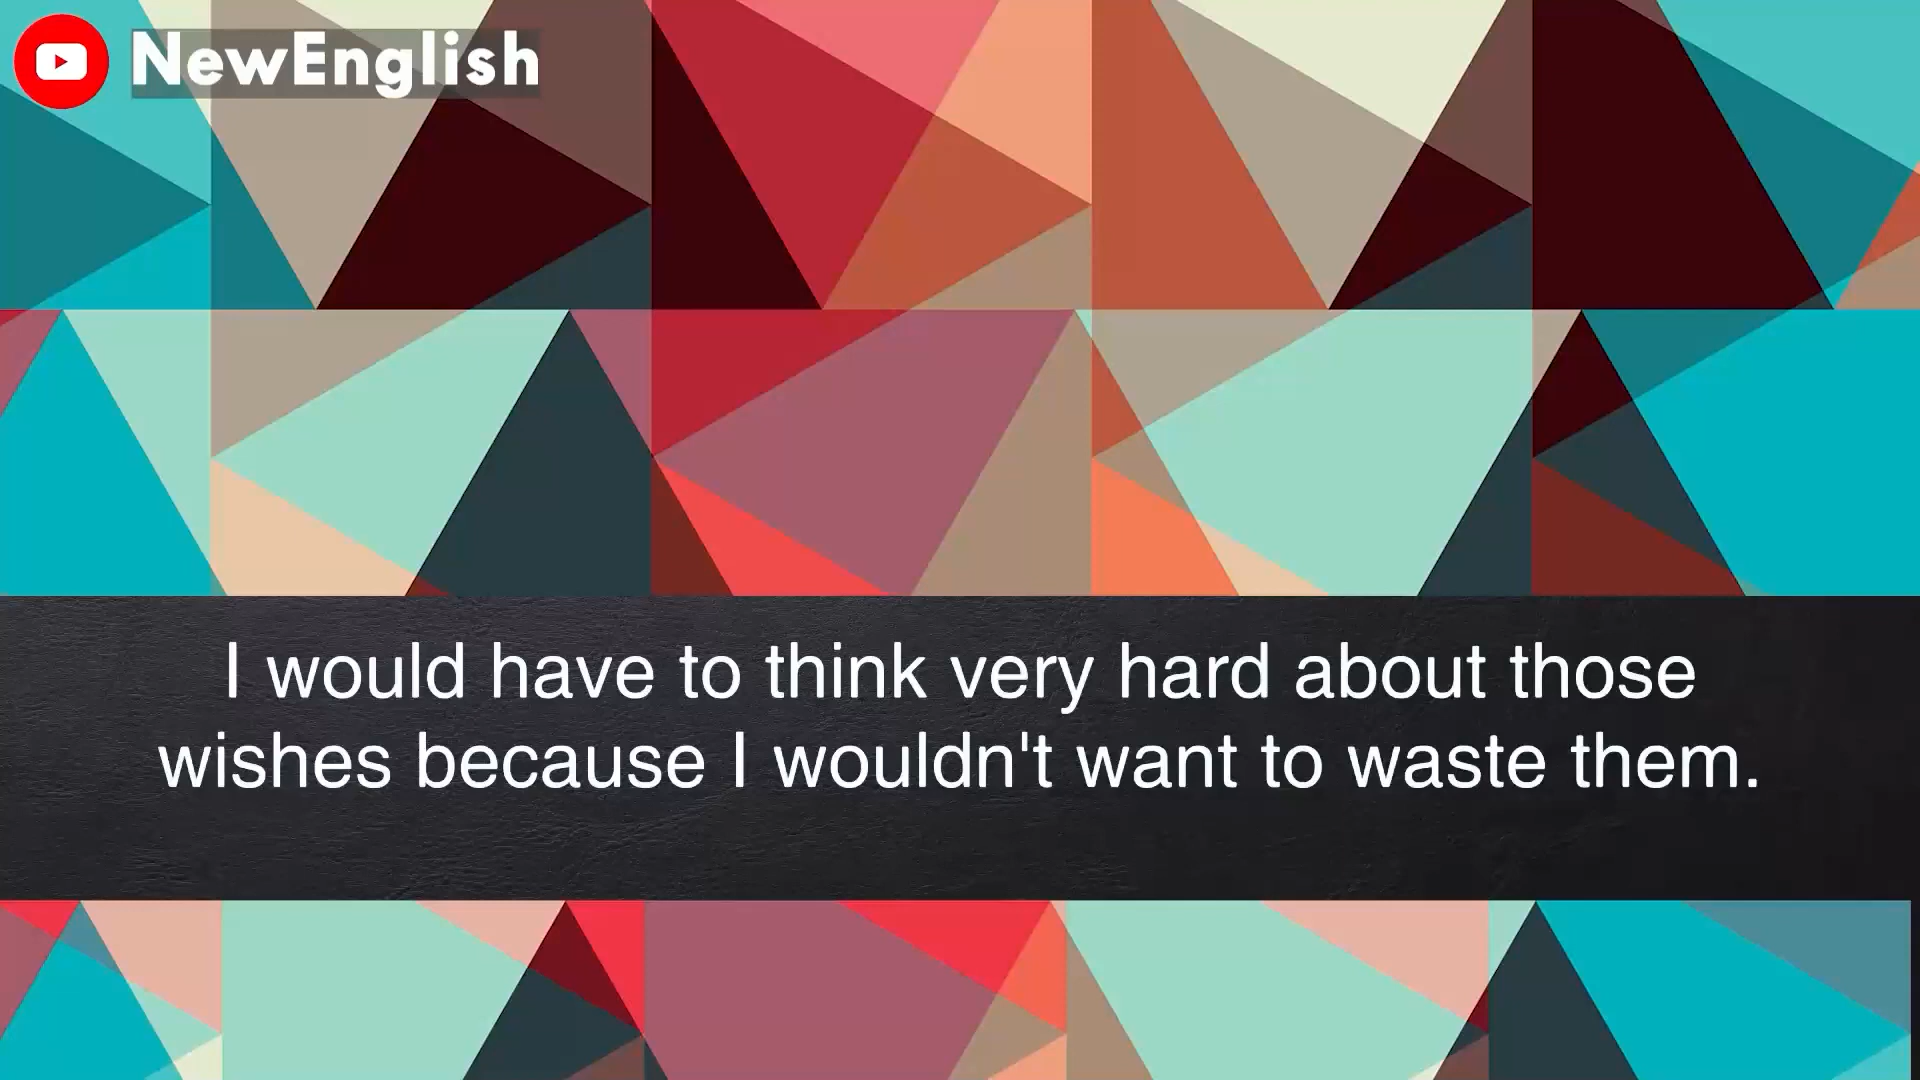 NewEnglish
I would have to think very hard about those
wishes because I wouldn't want to waste them.